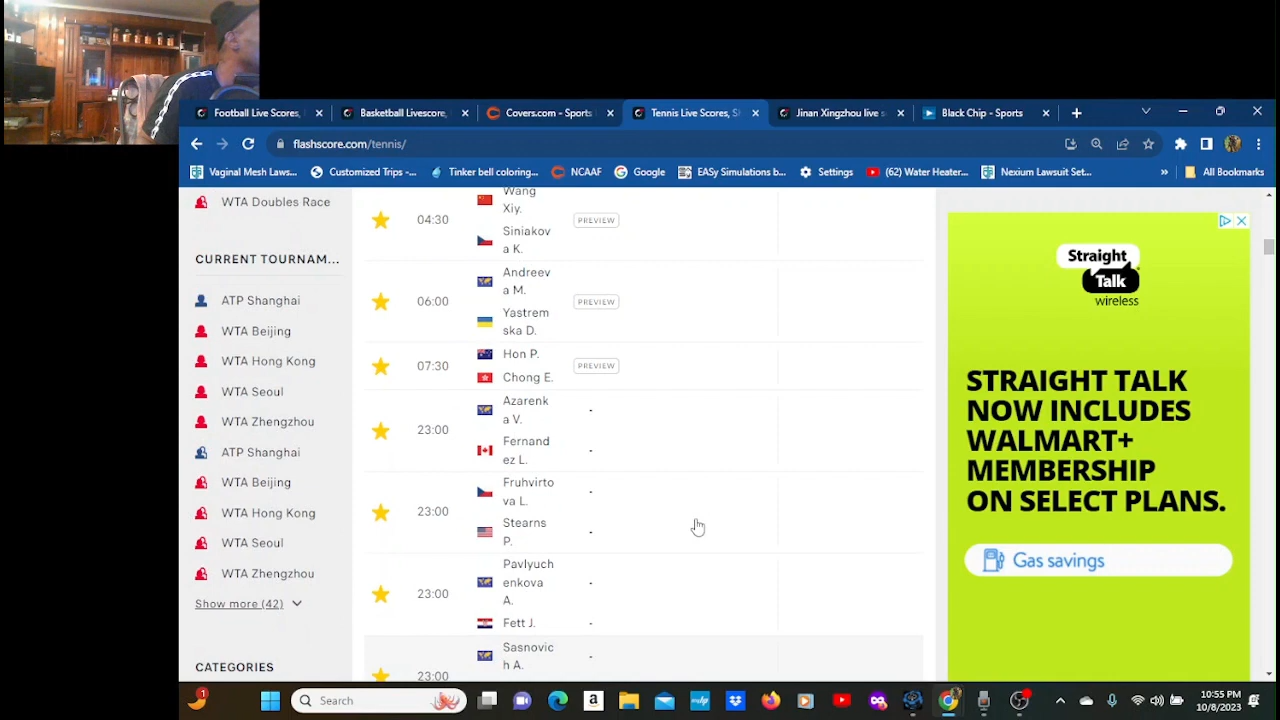 Football Live Scores,
Basketball Livescore,
Covers.com - Sports
Tennis Live Scores, S
Jinan Xingzhou live s
Black Chip - Sports
flashscore.com/tennis/
Vaginal Mesh Laws...
Customized Trips -...
Tinker bell coloring...
NCAAF
Google
EASy Simulations b...
Settings
(62) Water Heater...
Nexium Lawsuit Set...
»
All Bookmarks
WTA Doubles Race
CURRENT TOURNAM...
ATP Shanghai
WTA Beijing
WTA Hong Kong
WTA Seoul
WTA Zhengzhou
ATP Shanghai
WTA Beijing
WTA Hong Kong
WTA Seoul
WTA Zhengzhou
Show more (42)
CATEGORIES
04:30
Wang
Xiy.
Siniakov
a K.
PREVIEW
06:00
Andreev
a M.
Yastrem
ska D.
PREVIEW
07:30
Hon P.
Chong E.
PREVIEW
23:00
Azarenk
a V.
-
Fernand
ez L.
-
23:00
Fruhvirto
va L.
-
Stearns
P.
-
23:00
Pavlyuch
enkova
A.
-
Fett J.
-
23:00
Sasnovic
h A.
-
Straight
Talk
wireless
STRAIGHT TALK
NOW INCLUDES
WALMART+
MEMBERSHIP
ON SELECT PLANS.
Gas savings
1
Search
a
mylp
10:55 PM
10/8/2023